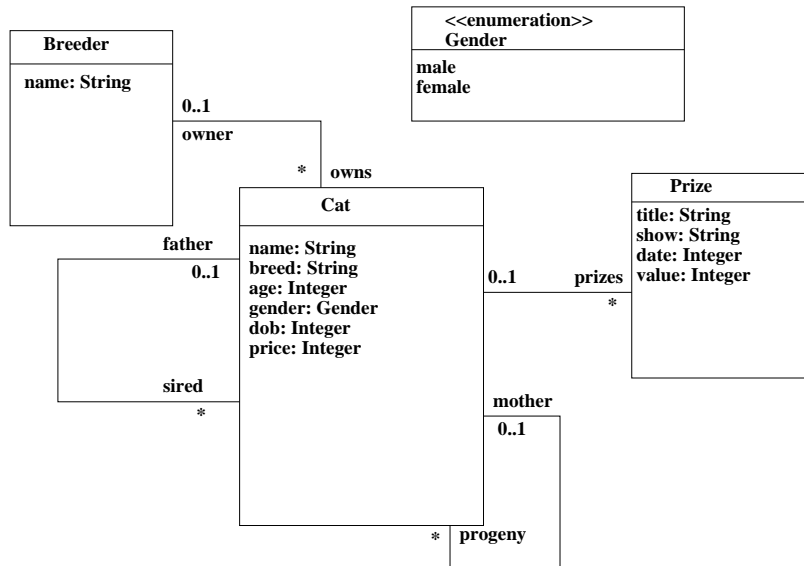 Breeder
name: String
<<enumeration>>
Gender
male
female
0..1
owner
* owns
Cat
name: String
breed: String
age: Integer
gender: Gender
dob: Integer
price: Integer
father
0..1
sired
*
0..1
prizes
*
Prize
title: String
show: String
date: Integer
value: Integer
mother
0..1
* progeny